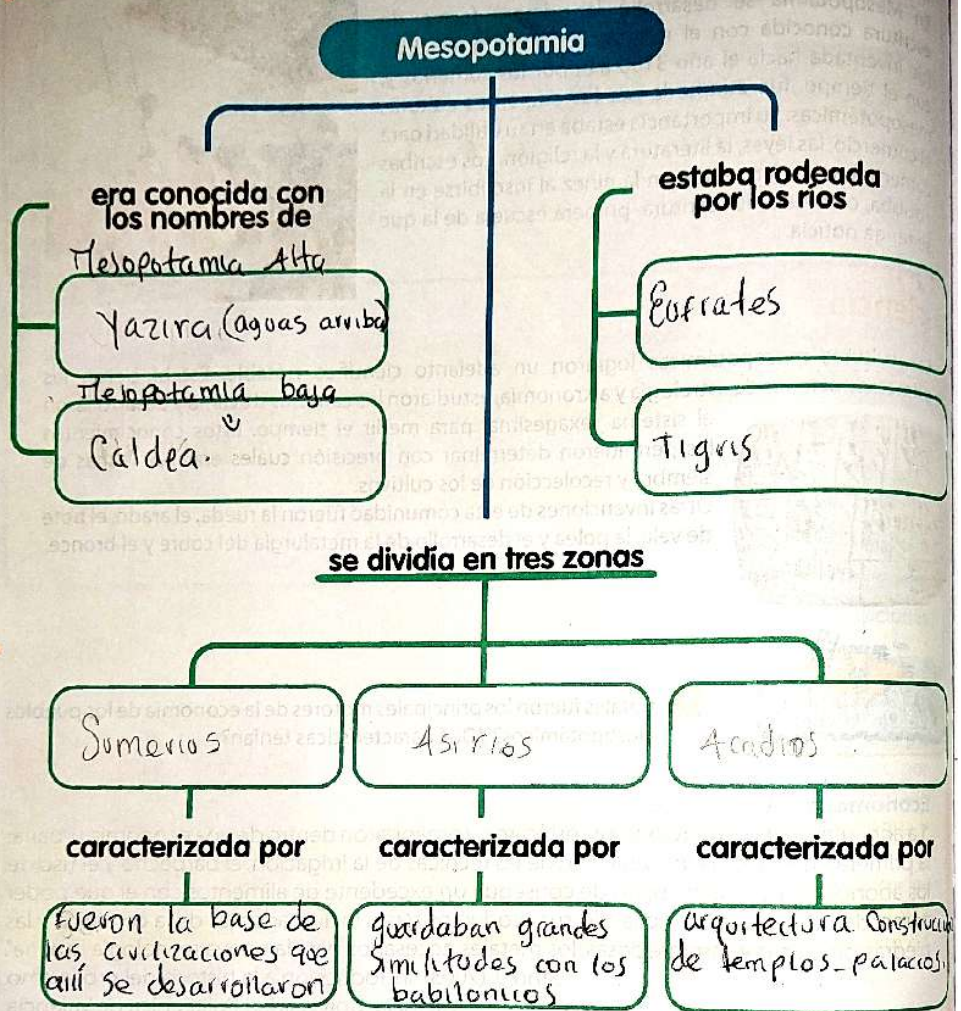 Mesopotamia
era conocida con
los nombres de
Mesopotamia Alta
Yazira (aguas arriba)
Mesopotamia baja
Caldea.
estaba rodeada
por los ríos
Eufrates
Tigris
se dividía en tres zonas
Sumerios
Asirios
Acadios
caracterizada por
caracterizada por
caracterizada por
fueron la base de
las civilizaciones que
allí se desarrollaron
guardaban grandes
similitudes con los
babilonicos
arquitectura Construcción
de templos_palacios.